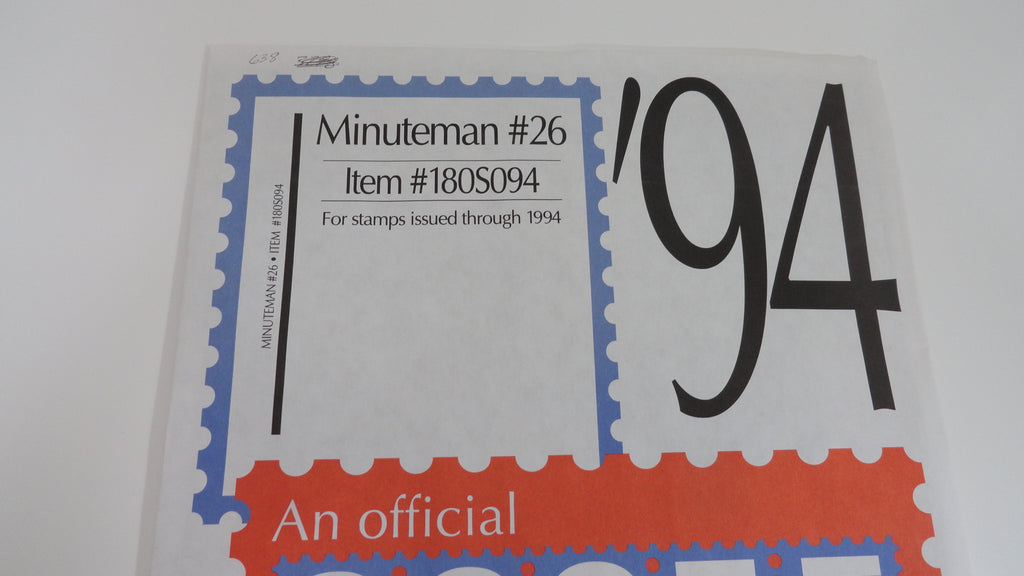 638
Minuteman #26
Item #180S094
For stamps issued through 1994
MINUTEMAN #26 • ITEM #180S094
'94
An official